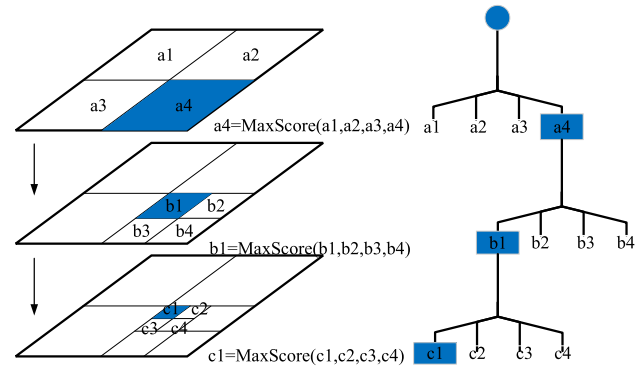 a1 a2
a3 a4
a4=MaxScore(a1,a2,a3,a4)
b1 b2
b3 b4
b1=MaxScore(b1,b2,b3,b4)
c1 c2
c3 c4
c1=MaxScore(c1,c2,c3,c4)
a1 a2 a3 a4
b1 b2 b3 b4
c1 c2 c3 c4